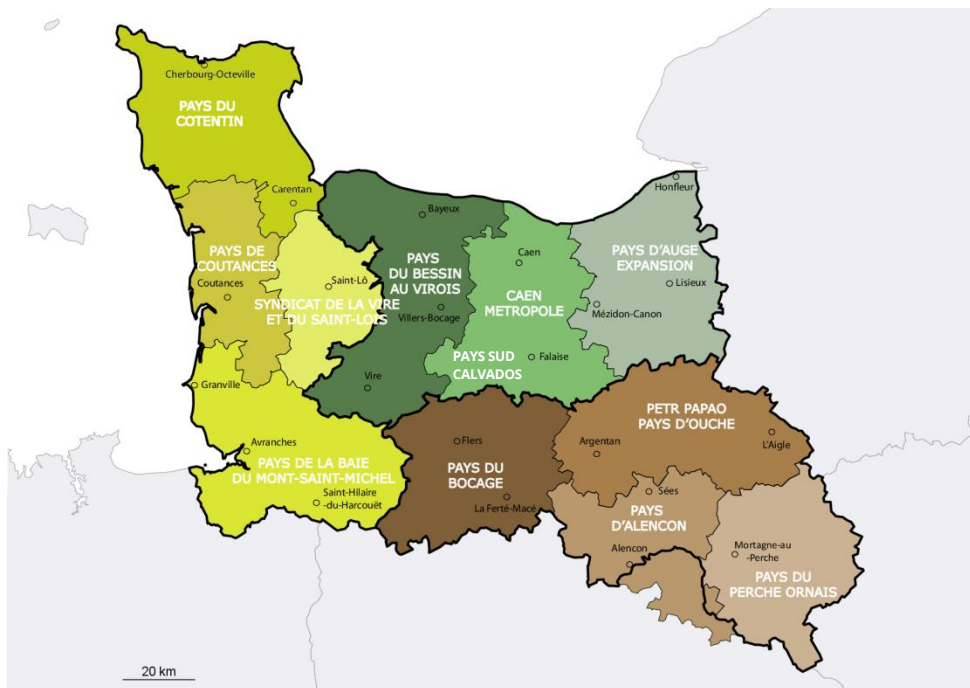 Cherbourg-Octeville
PAYS DU
COTENTIN
Carentan
Honfleur
Bayeux
PAYS DE
COUTANCES
Coutances
Saint-Lô
SYNDICAT DE LA VIRE
ET DU SAINT-LOIS
PAYS
DU BESSIN
AU VIROIS
Villers-Bocage
Vire
Caen
CAEN
METROPOLE
PAYS SUD
CALVADOS
Falaise
PAYS D'AUGE
EXPANSION
Lisieux
Mézidon-Canon
Granville
Avranches
PAYS DE LA BAIE
DU MONT-SAINT-MICHEL
Saint-Hilaire
-du-Harcouët
Flers
PAYS DU
BOCAGE
La Ferté-Macé
PETR PAPAO
PAYS D'OUCHE
Argentan
L'Aigle
Sées
PAYS
D'ALENCON
Alencon
Mortagne-au
-Perche
PAYS DU
PERCHE ORNAIS
20 km